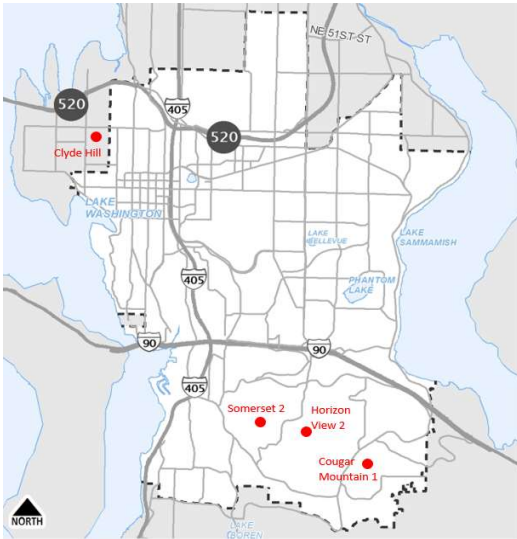 NE 51ST ST
520
405
520
Clyde Hill
LAKE
WASHINGTON
LAKE
BELLEVUE
LAKE
SAMMAMISH
405
PHANTOM
LAKE
90
90
405
Somerset 2
Horizon
View 2
Cougar
Mountain 1
NORTH
LAKE
BOREN